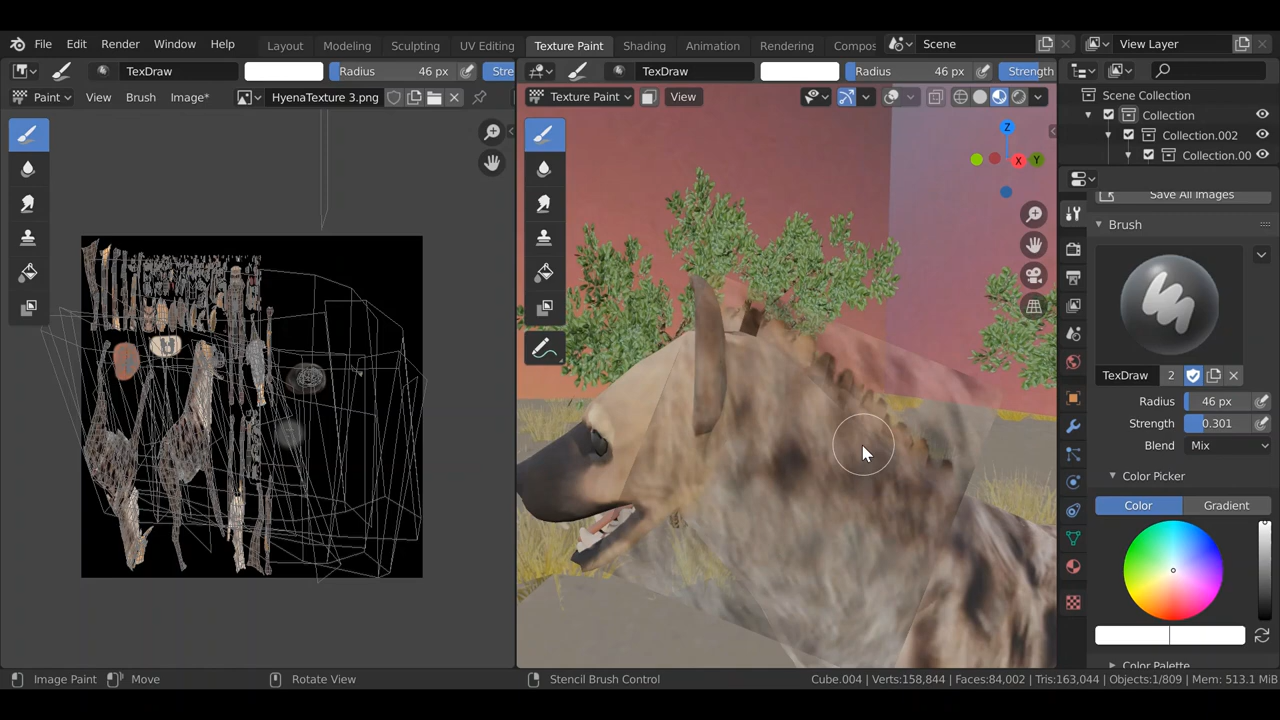 File Edit Render Window Help Layout Modeling Sculpting UV Editing Texture Paint Shading Animation Rendering Compos Scene View Layer
TexDraw Radius 46 px Stre TexDraw Radius 46 px Strength
Paint View Brush Image* HyenaTexture 3.png Texture Paint View
Scene Collection
Collection
Collection.002
Collection.00
Z
X Y
Save All Images
Brush
TexDraw 2
Radius 46 px
Strength 0.301
Blend Mix
Color Picker
Color Gradient
Color Palette
Image Paint Move Rotate View Stencil Brush Control Cube.004 | Verts:158,844 | Faces:84,002 | Tris:163,044 | Objects:1/809 | Mem: 513.1 MiB